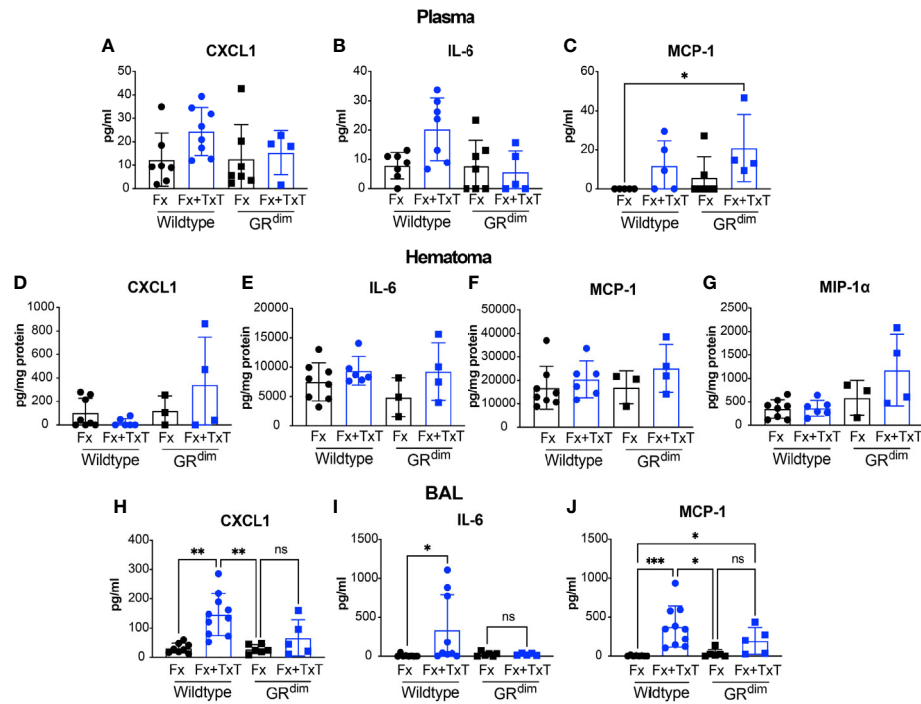 Plasma
A B C
CXCL1 IL-6 MCP-1
pg/ml pg/ml pg/ml
50 40 30 20 10 0
40 30 20 10 0
60 40 20 0
*
Fx Fx+TxT Fx Fx+TxT Fx Fx+TxT Fx Fx+TxT Fx Fx+TxT Fx Fx+TxT
Wildtype GRdim Wildtype GRdim Wildtype GRdim
Hematoma
D E F G
CXCL1 IL-6 MCP-1 MIP-1α
pg/mg protein pg/mg protein pg/mg protein pg/mg protein
1000 800 600 400 200 0
20000 15000 10000 5000 0
50000 40000 30000 20000 10000 0
2500 2000 1500 1000 500 0
Fx Fx+TxT Fx Fx+TxT Fx Fx+TxT Fx Fx+TxT Fx Fx+TxT Fx Fx+TxT Fx Fx+TxT Fx Fx+TxT
Wildtype GRdim Wildtype GRdim Wildtype GRdim Wildtype GRdim
BAL
H I J
CXCL1 IL-6 MCP-1
pg/ml pg/ml pg/ml
400 300 200 100 0
1500 1000 500 0
1500 1000 500 0
** ** ns
* ns
* *** * ns
Fx Fx+TxT Fx Fx+TxT Fx Fx+TxT Fx Fx+TxT Fx Fx+TxT Fx Fx+TxT
Wildtype GRdim Wildtype GRdim Wildtype GRdim